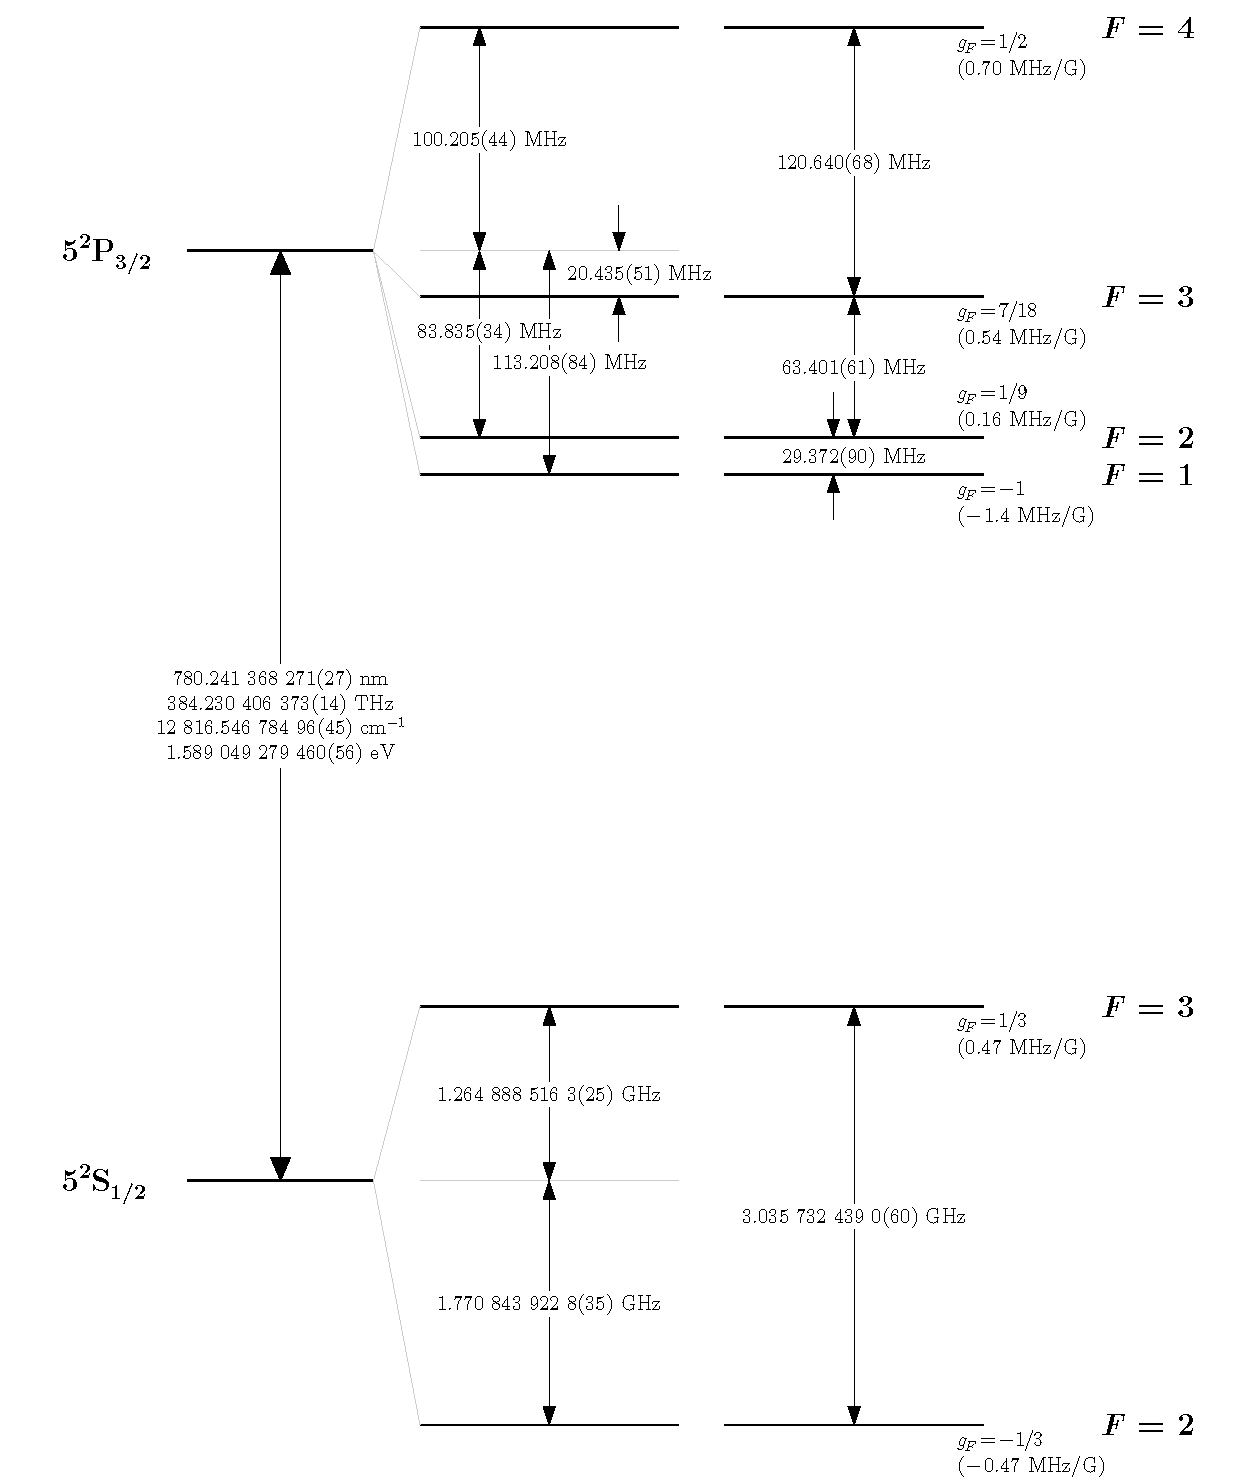 F = 4
g_F = 1/2
(0.70 MHz/G)
100.205(44) MHz
120.640(68) MHz
5²P₃/₂
20.435(51) MHz
F = 3
g_F = 7/18
(0.54 MHz/G)
83.835(34) MHz
113.208(84) MHz
63.401(61) MHz
g_F = 1/9
(0.16 MHz/G)
F = 2
29.372(90) MHz
F = 1
g_F = −1
(−1.4 MHz/G)
780.241 368 271(27) nm
384.230 406 373(14) THz
12 816.546 784 96(45) cm⁻¹
1.589 049 279 460(56) eV
F = 3
g_F = 1/3
(0.47 MHz/G)
1.264 888 516 3(25) GHz
5²S₁/₂
3.035 732 439 0(60) GHz
1.770 843 922 8(35) GHz
F = 2
g_F = −1/3
(−0.47 MHz/G)